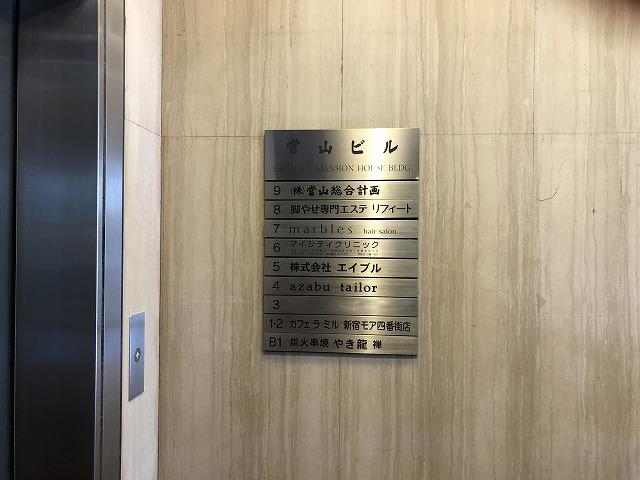 當山ビル
MANSION HOUSE BLDG
9 (株)當山総合計画
8 脚やせ専門エステ リフィート
7 marbles hair salon
6 マイシティクリニック
5 株式会社 エイブル
4 azabu tailor
3
1・2 カフェ ラ ミル 新宿モア四番街店
B1 炭火串焼 やき龍 禅